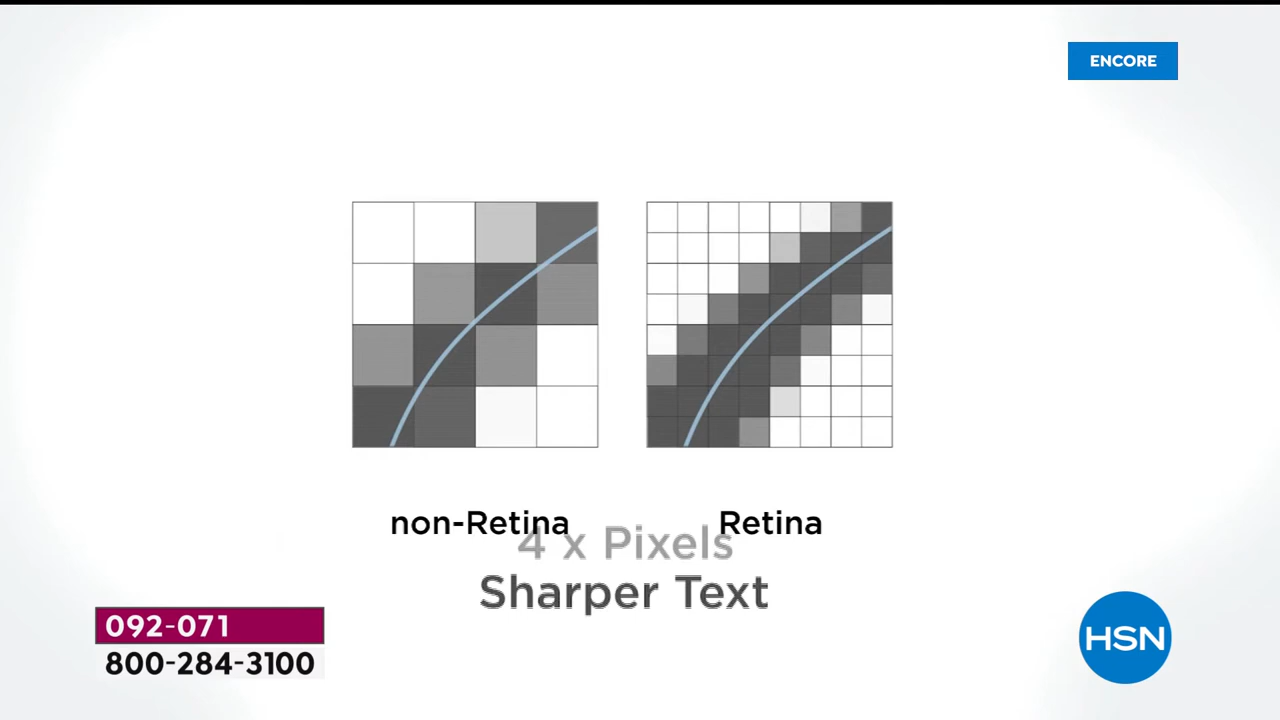 ENCORE
non-Retina
Retina
4 x Pixels
Sharper Text
092-071
800-284-3100
HSN